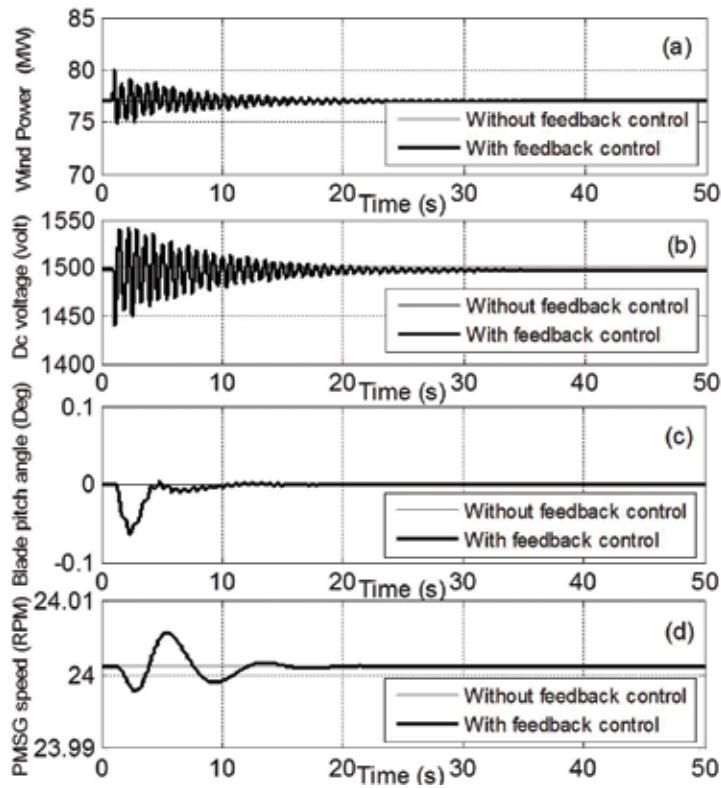 Wind Power (MW)
85
80
75
70
(a)
Without feedback control
With feedback control
0 10 20 30 40 50
Time (s)
Dc voltage (volt)
1550
1500
1450
1400
(b)
Without feedback control
With feedback control
0 10 20 30 40 50
Time (s)
Blade pitch angle (Deg)
0.1
0
-0.1
(c)
Without feedback control
With feedback control
0 10 20 30 40 50
Time (s)
PMSG speed (RPM)
24.01
24
23.99
(d)
Without feedback control
With feedback control
0 10 20 30 40 50
Time (s)